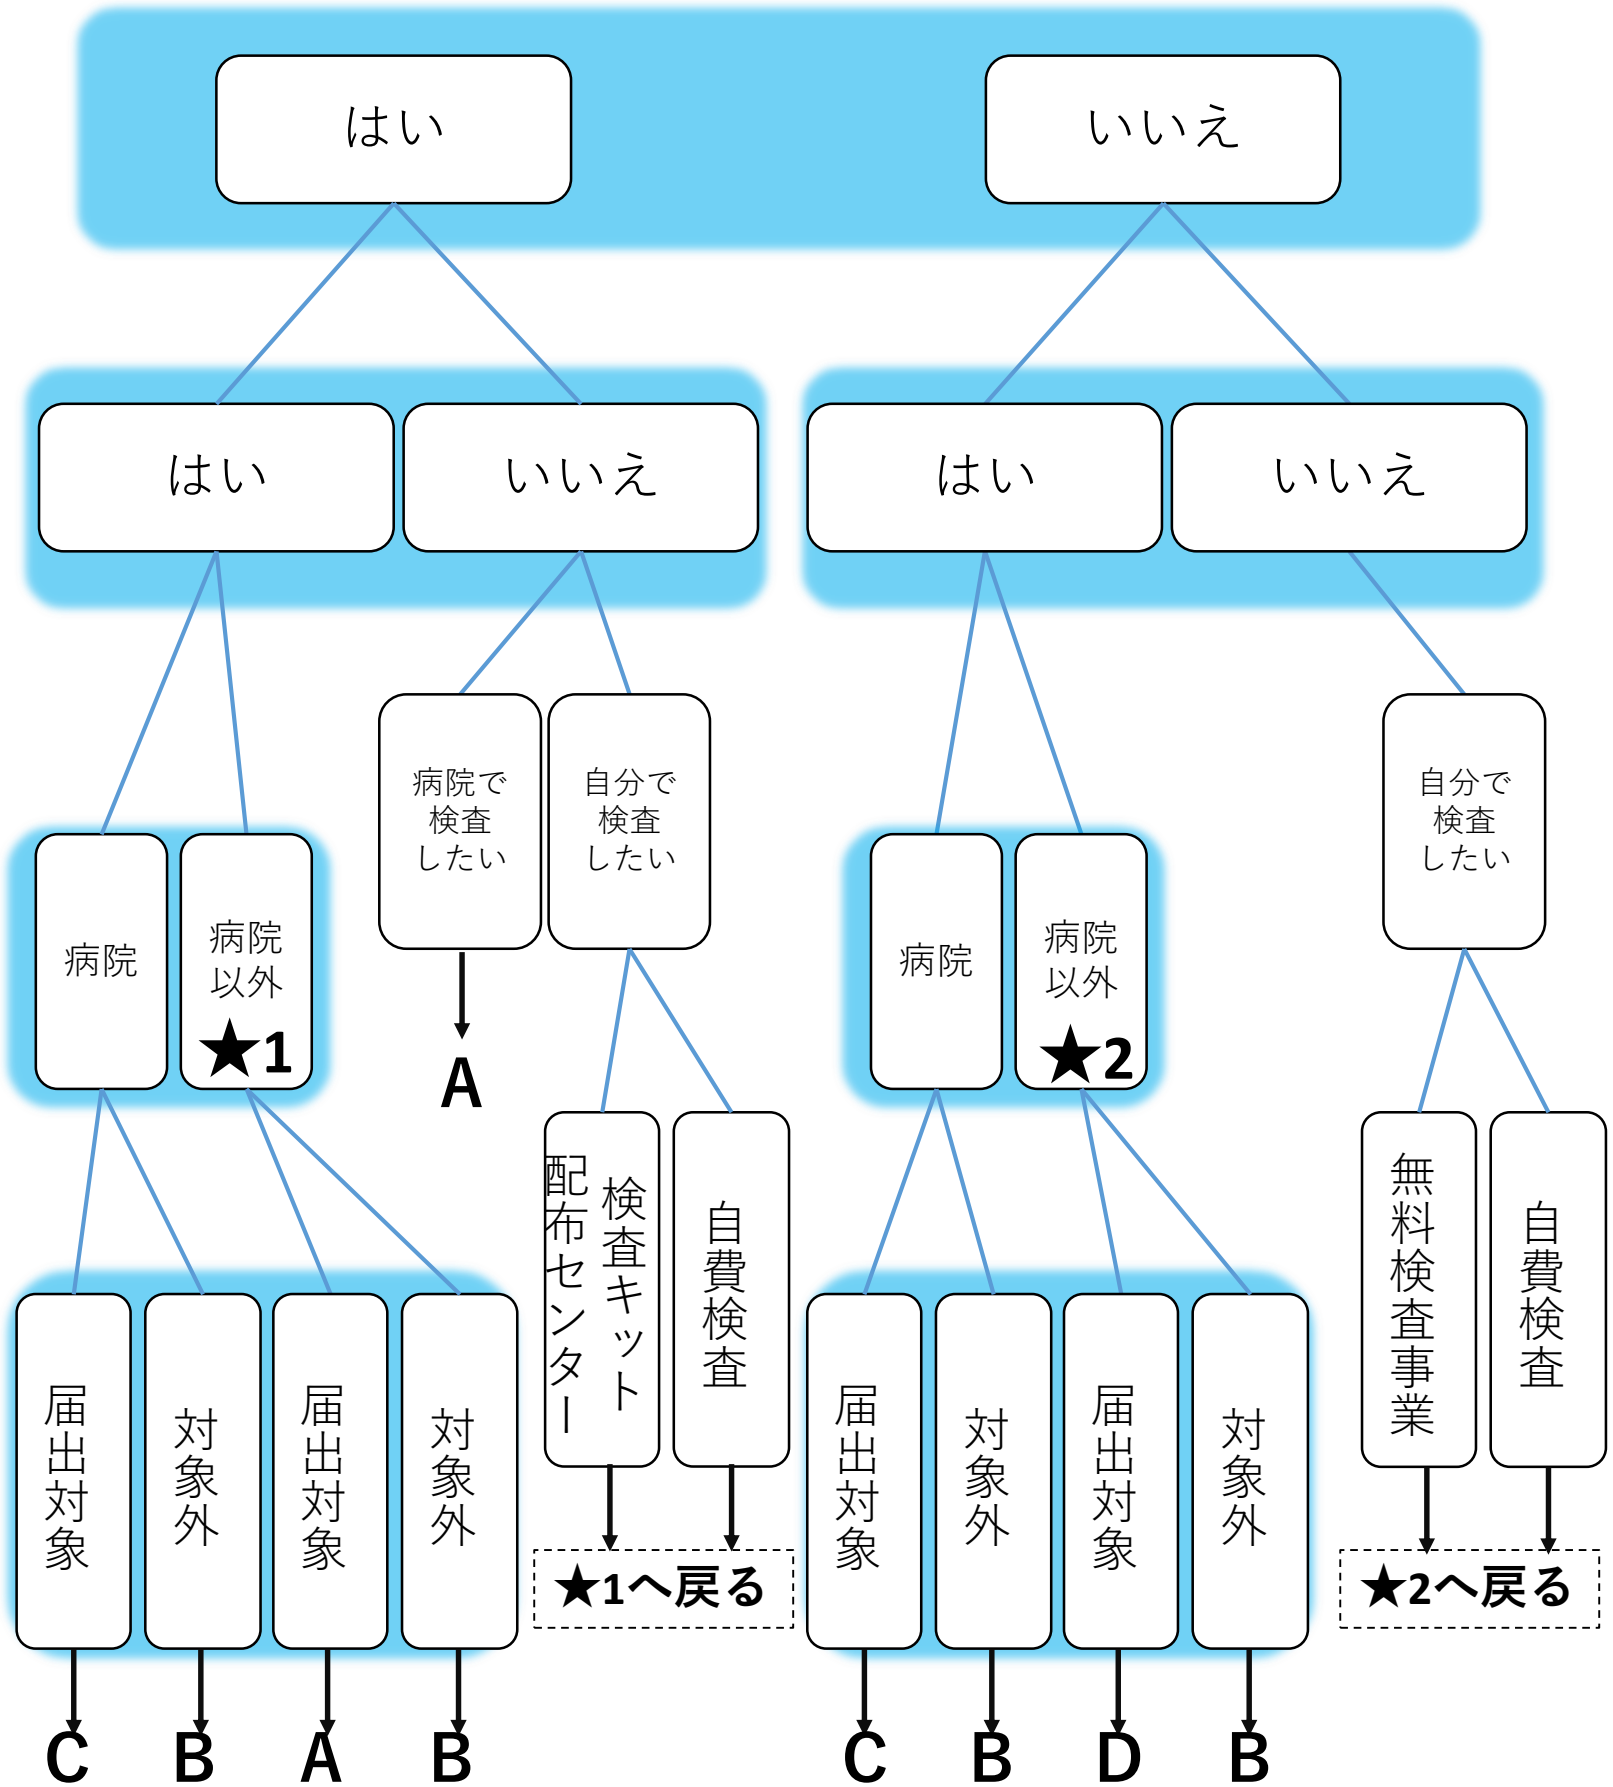 はい
いいえ
はい
いいえ
はい
いいえ
病院で
検査
したい
自分で
検査
したい
自分で
検査
したい
病院
病院
以外
★1
病院
病院
以外
★2
A
検査キット
配布センター
自費検査
無料検査事業
自費検査
届出対象
対象外
届出対象
対象外
届出対象
対象外
届出対象
対象外
★1へ戻る
★2へ戻る
C
B
A
B
C
B
D
B